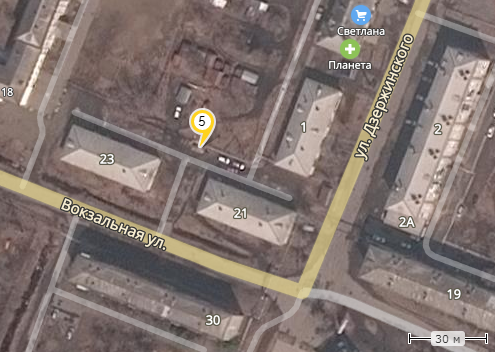 Светлана
Планета
18
5
1
ул. Дзержинского
2
23
21
2А
Вокзальная ул.
19
30
30 м